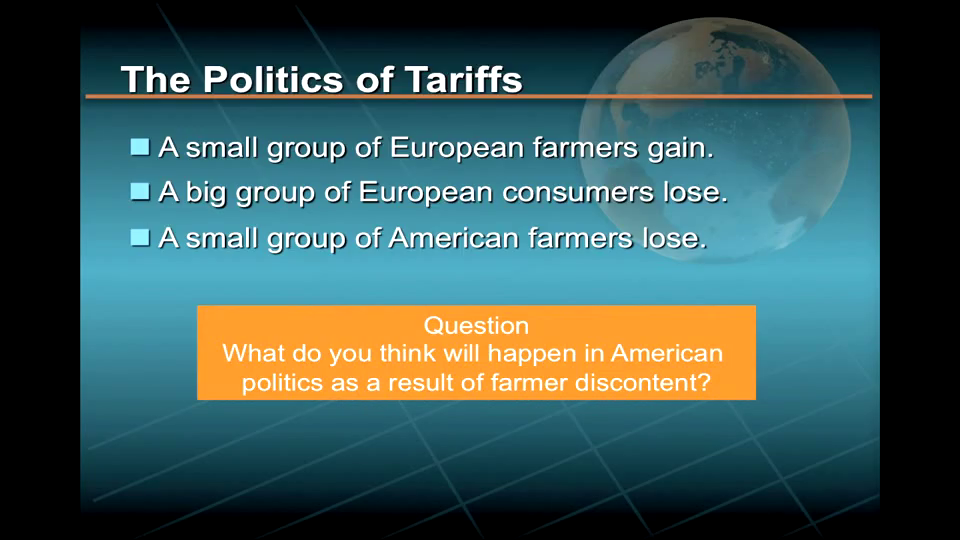 The Politics of Tariffs
A small group of European farmers gain.
A big group of European consumers lose.
A small group of American farmers lose.
Question
What do you think will happen in American
politics as a result of farmer discontent?